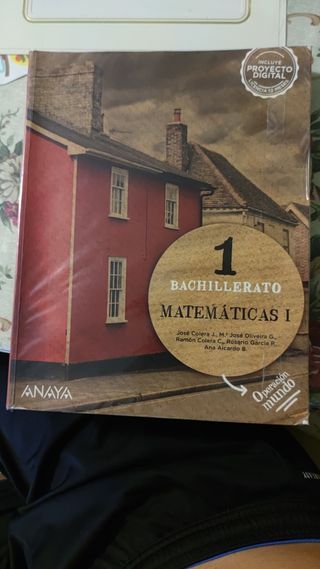 INCLUYE
PROYECTO
DIGITAL
1
BACHILLERATO
MATEMÁTICAS I
José Colera J., M.ª José Oliveira G.,
Ramón Colera C., Rosario García P.,
Ana Aicardo B.
ANAYA
Operación
mundo